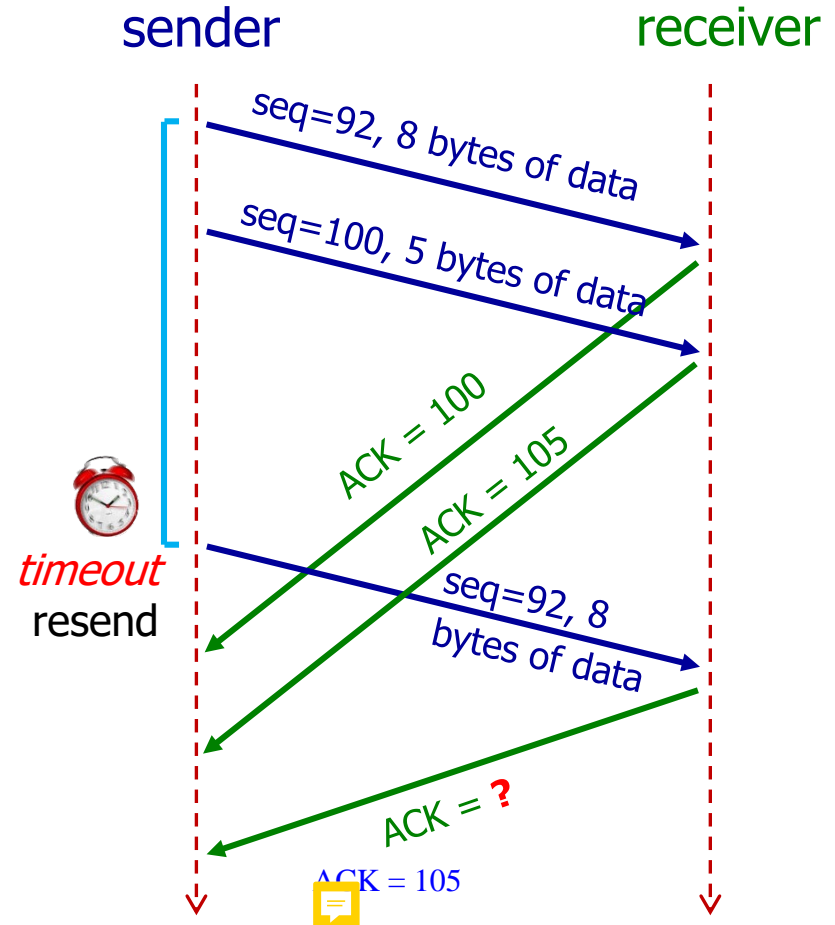 sender
receiver
seq=92, 8 bytes of data
seq=100, 5 bytes of data
ACK = 100
ACK = 105
timeout
resend
seq=92, 8
bytes of data
ACK = ?
ACK = 105